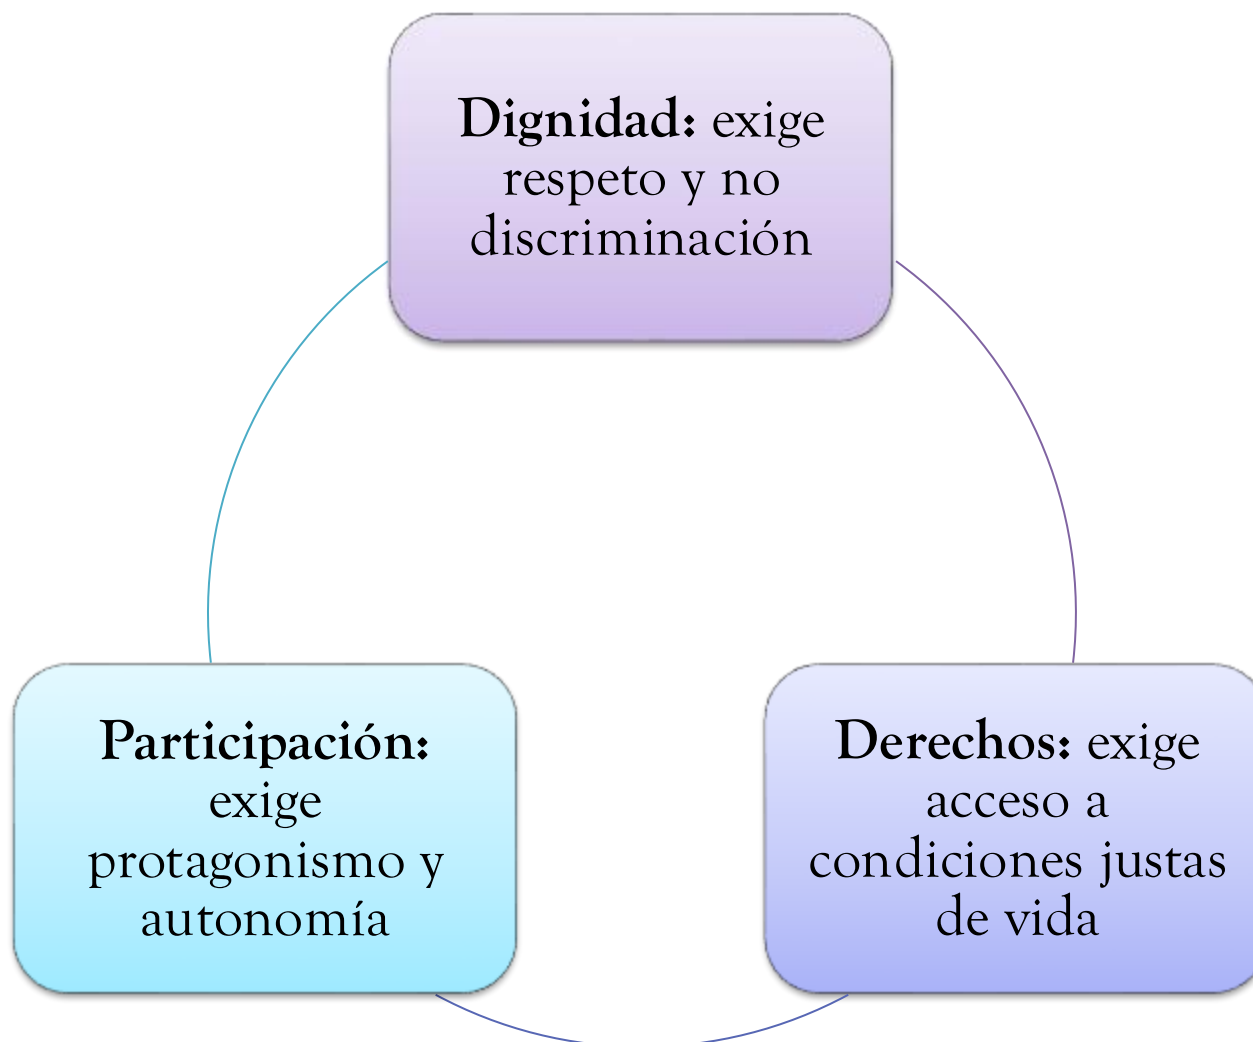 Dignidad: exige
respeto y no
discriminación
Participación:
exige
protagonismo y
autonomía
Derechos: exige
acceso a
condiciones justas
de vida